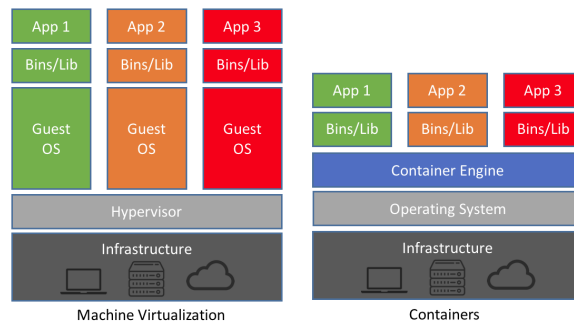 App 1
App 2
App 3
Bins/Lib
Bins/Lib
Bins/Lib
Guest
OS
Guest
OS
Guest
OS
Hypervisor
Infrastructure
Machine Virtualization
App 1
App 2
App 3
Bins/Lib
Bins/Lib
Bins/Lib
Container Engine
Operating System
Infrastructure
Containers